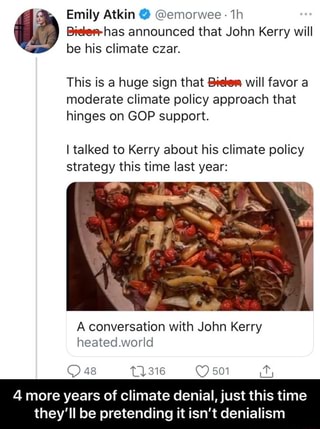 Emily Atkin @emorwee · 1h
Biden has announced that John Kerry will
be his climate czar.
This is a huge sign that Biden will favor a
moderate climate policy approach that
hinges on GOP support.
I talked to Kerry about his climate policy
strategy this time last year:
A conversation with John Kerry
heated.world
48 316 501
4 more years of climate denial, just this time
they'll be pretending it isn't denialism